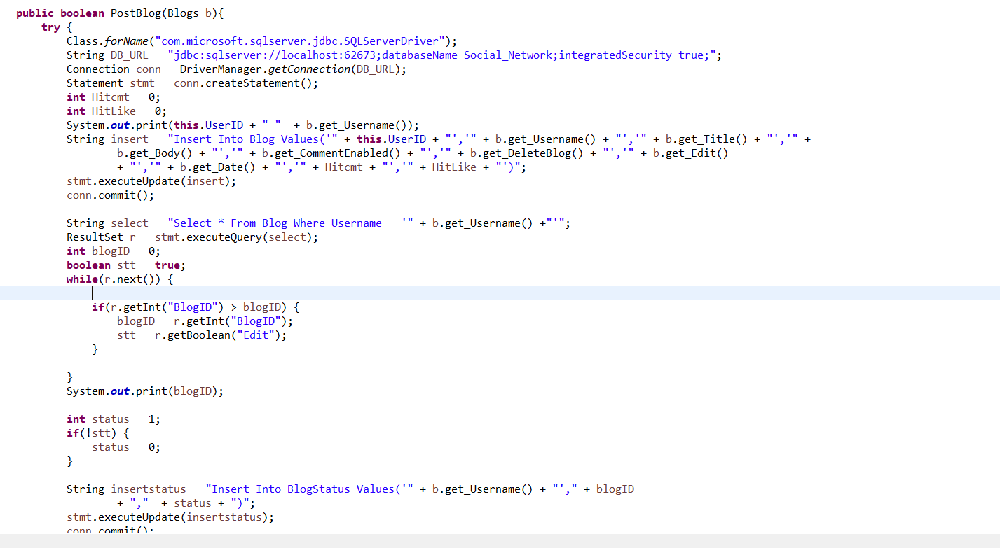 public boolean PostBlog(Blogs b){
try {
Class.forName("com.microsoft.sqlserver.jdbc.SQLServerDriver");
String DB_URL = "jdbc:sqlserver://localhost:62673;databaseName=Social_Network;integratedSecurity=true;";
Connection conn = DriverManager.getConnection(DB_URL);
Statement stmt = conn.createStatement();
int Hitcmt = 0;
int HitLike = 0;
System.out.print(this.UserID + " "  + b.get_Username());
String insert = "Insert Into Blog Values('" + this.UserID + "','" + b.get_Username() + "','" + b.get_Title() + "','" +
b.get_Body() + "','" + b.get_CommentEnabled() + "','" + b.get_DeleteBlog() + "','" + b.get_Edit()
+ "','" + b.get_Date() + "','" + Hitcmt + "','" + HitLike + "')";
stmt.executeUpdate(insert);
conn.commit();
String select = "Select * From Blog Where Username = '" + b.get_Username() +"'";
ResultSet r = stmt.executeQuery(select);
int blogID = 0;
boolean stt = true;
while(r.next()) {
if(r.getInt("BlogID") > blogID) {
blogID = r.getInt("BlogID");
stt = r.getBoolean("Edit");
}
}
System.out.print(blogID);
int status = 1;
if(!stt) {
status = 0;
}
String insertstatus = "Insert Into BlogStatus Values('" + b.get_Username() + "'," + blogID
+ ","  + status + ")";
stmt.executeUpdate(insertstatus);
conn.commit();